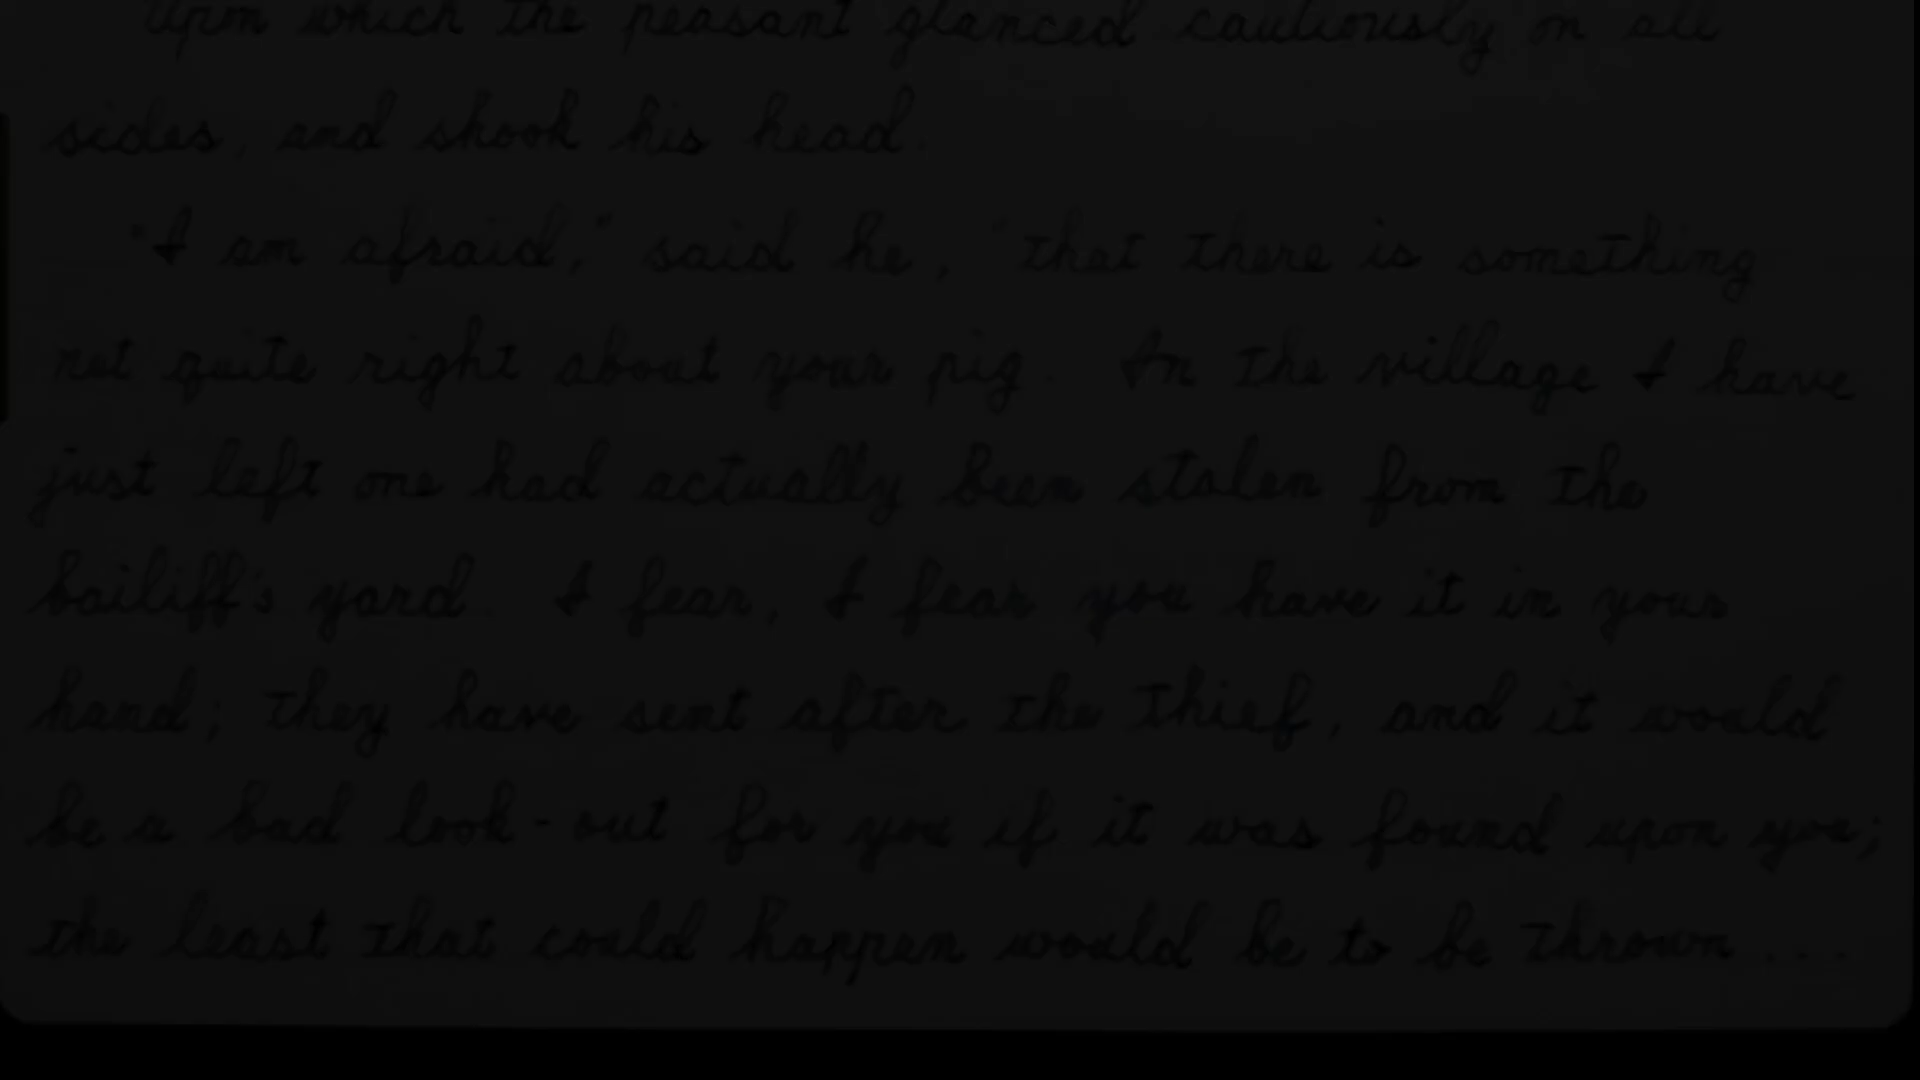 Upon which the peasant glanced cautiously on all
sides, and shook his head.
"I am afraid," said he, "that there is something
not quite right about your pig. In the village I have
just left one had actually been stolen from the
bailiff's yard. I fear, I fear you have it in your
hand; they have sent after the thief, and it would
be a bad look-out for you if it was found upon you;
the least that could happen would be to be thrown ...